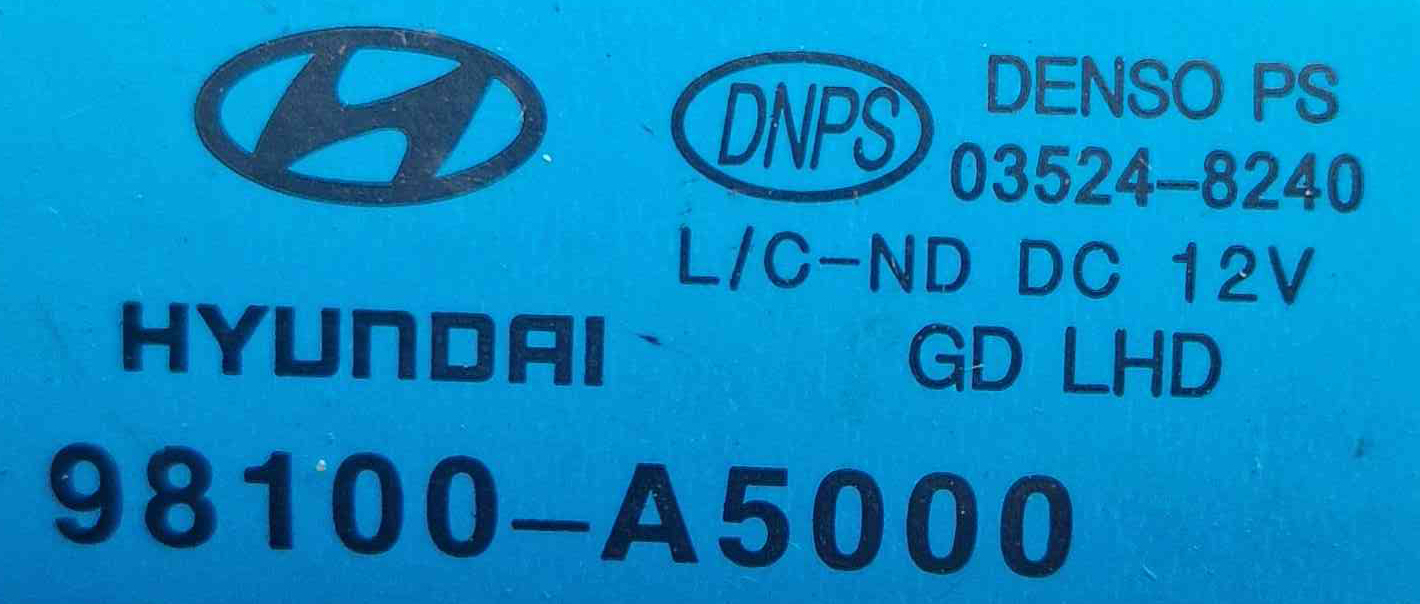 HYUNDAI
98100-A5000
DNPS
DENSO PS
03524-8240
L/C-ND DC 12V
GD LHD